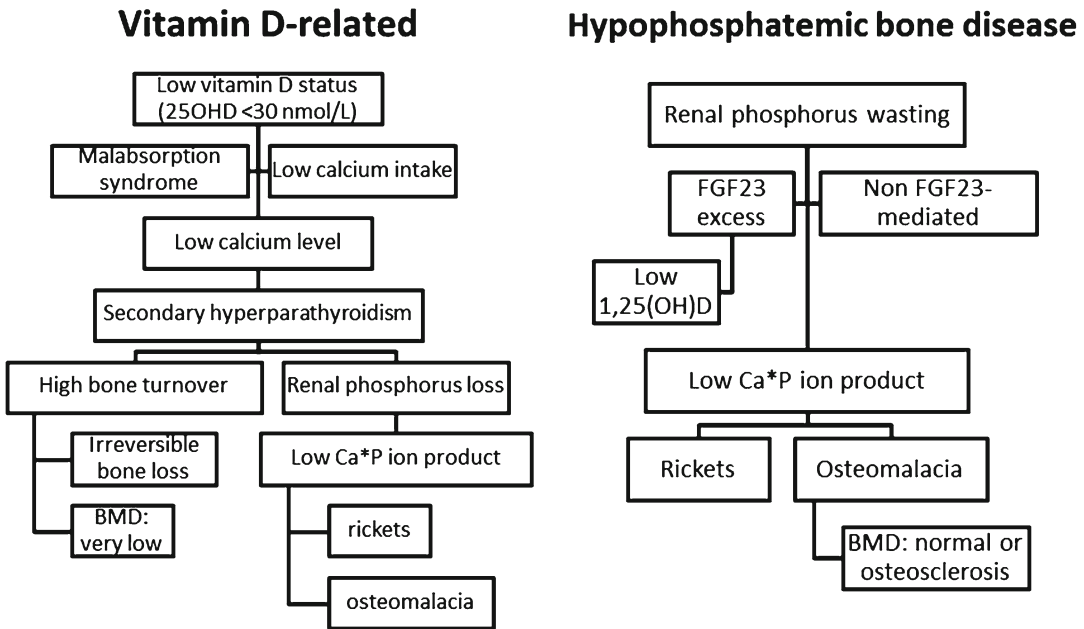 Vitamin D-related
Low vitamin D status
(25OHD <30 nmol/L)
Malabsorption
syndrome
Low calcium intake
Low calcium level
Secondary hyperparathyroidism
High bone turnover
Renal phosphorus loss
Irreversible
bone loss
Low Ca*P ion product
BMD:
very low
rickets
osteomalacia
Hypophosphatemic bone disease
Renal phosphorus wasting
FGF23
excess
Non FGF23-
mediated
Low
1,25(OH)D
Low Ca*P ion product
Rickets
Osteomalacia
BMD: normal or
osteosclerosis